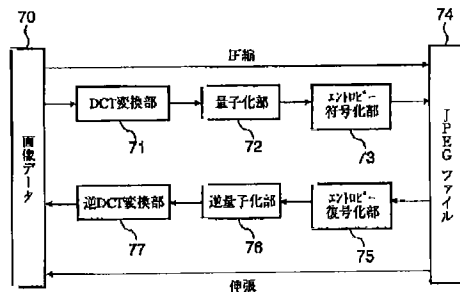 70
74
圧縮
DCT変換部
量子化部
エントロピー
符号化部
71
72
73
画像データ
JPEGファイル
逆DCT変換部
逆量子化部
エントロピー
復号化部
77
76
75
伸張